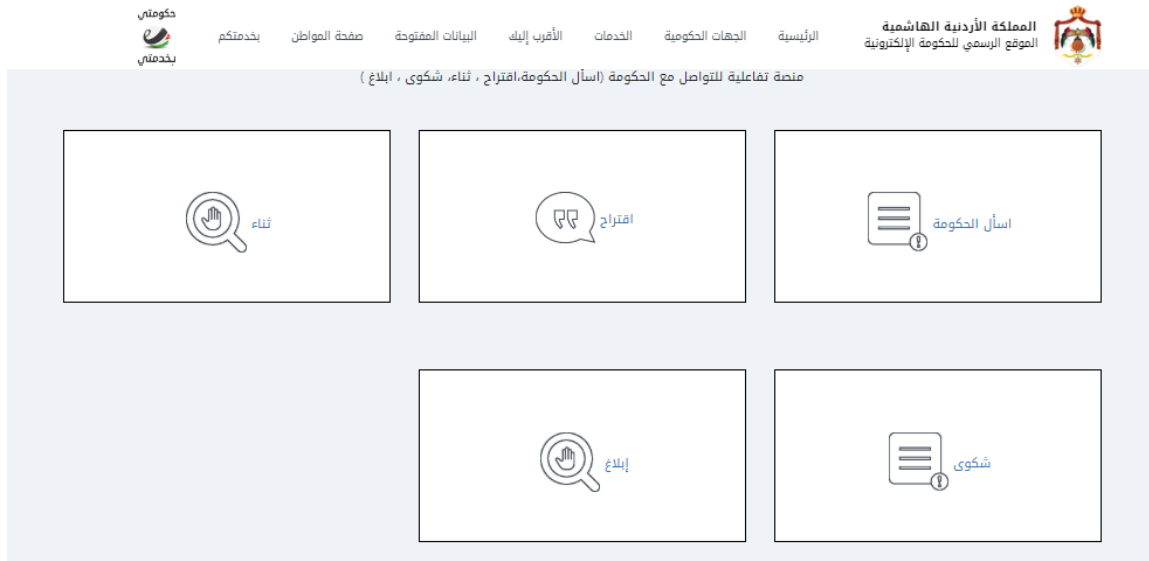 المملكة الأردنية الهاشمية
الموقع الرسمي للحكومة الإلكترونية
الرئيسية
الجهات الحكومية
الخدمات
الأقرب إليك
البيانات المفتوحة
صفحة المواطن
بخدمتكم
حكومتي
بخدمتي
منصة تفاعلية للتواصل مع الحكومة (اسأل الحكومة،اقتراح ، ثناء، شكوى ، ابلاغ )
اسأل الحكومة
اقتراح
ثناء
شكوى
إبلاغ